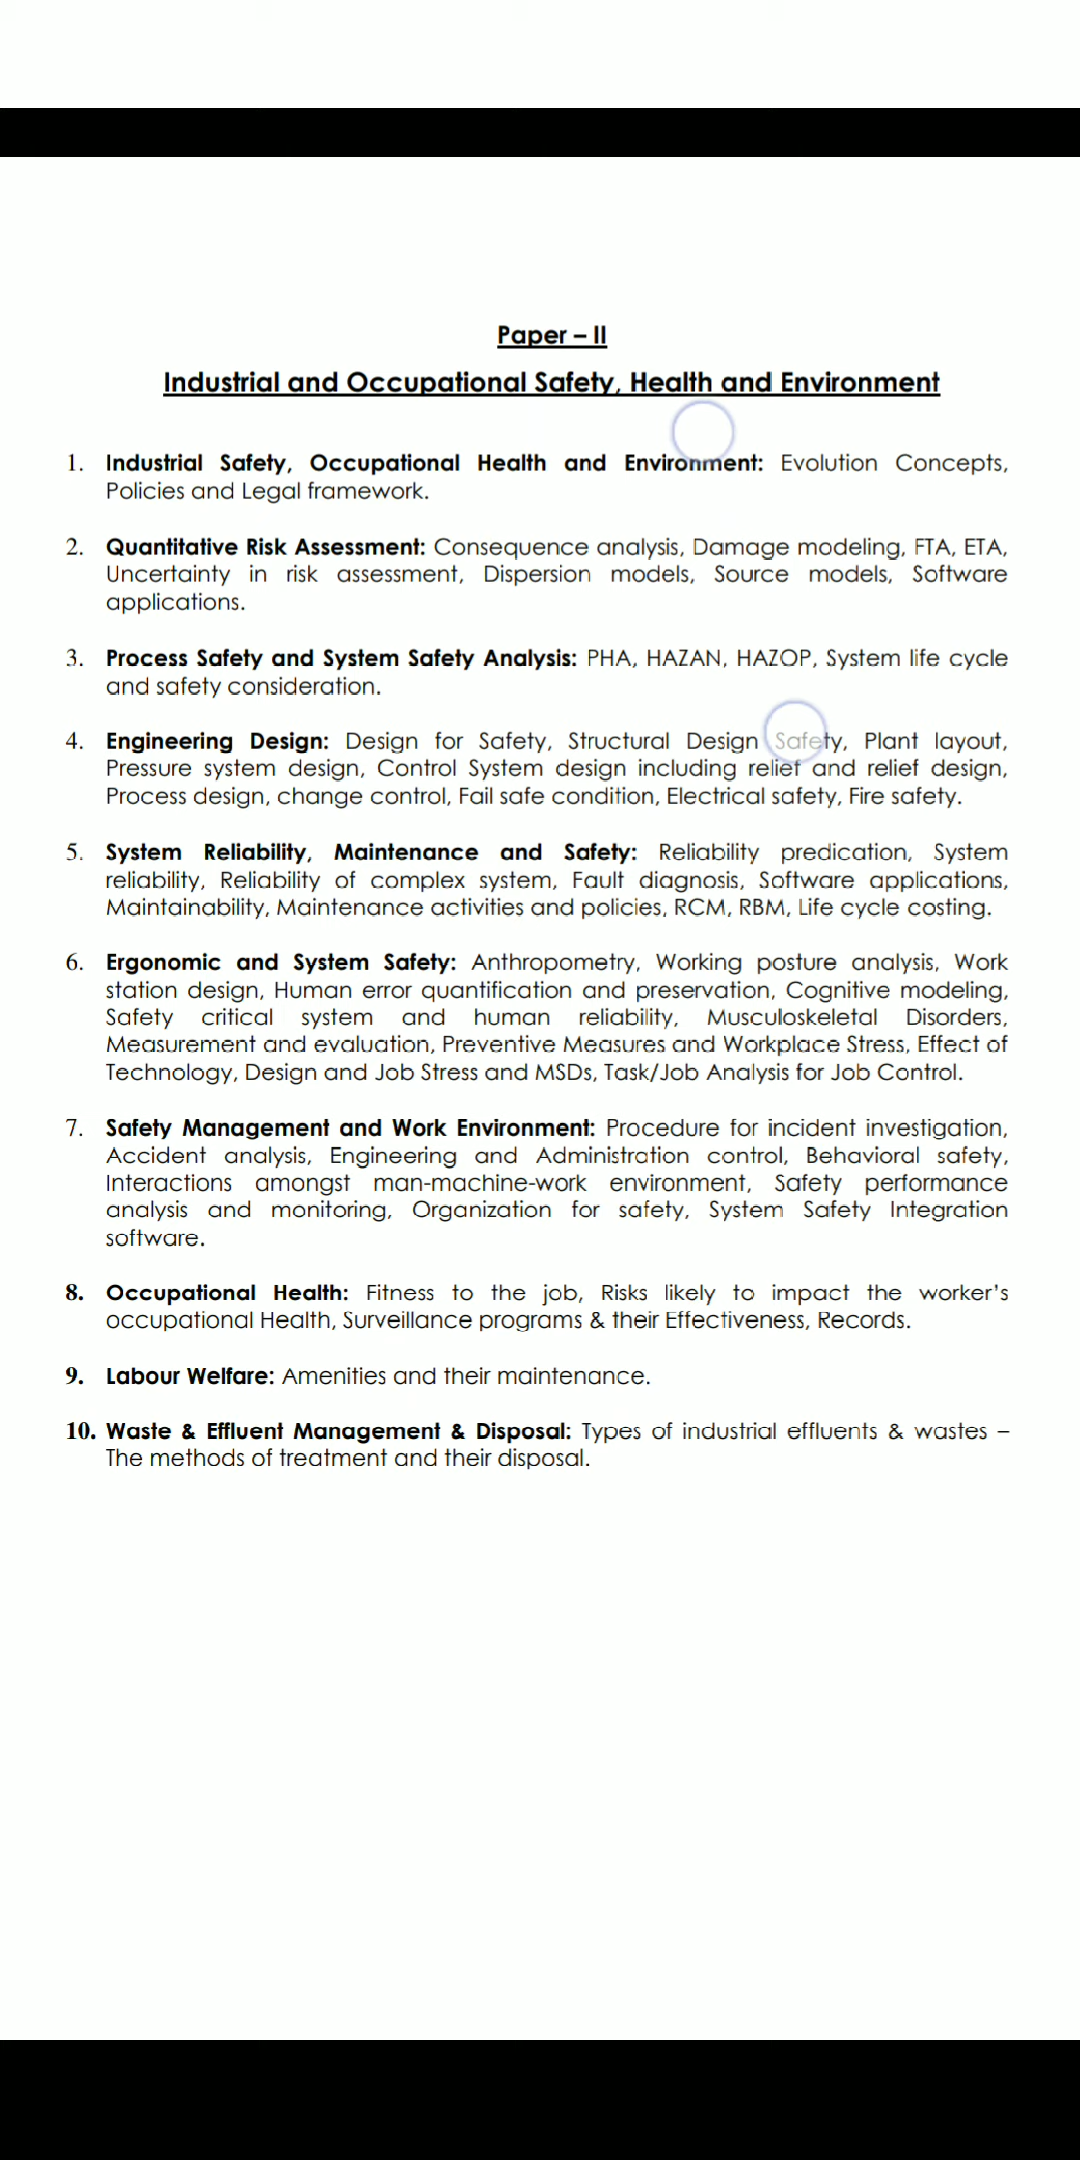 Paper – II
Industrial and Occupational Safety, Health and Environment
1. Industrial Safety, Occupational Health and Environment: Evolution Concepts,
Policies and Legal framework.
2. Quantitative Risk Assessment: Consequence analysis, Damage modeling, FTA, ETA,
Uncertainty in risk assessment, Dispersion models, Source models, Software
applications.
3. Process Safety and System Safety Analysis: PHA, HAZAN, HAZOP, System life cycle
and safety consideration.
4. Engineering Design: Design for Safety, Structural Design Safety, Plant layout,
Pressure system design, Control System design including relief and relief design,
Process design, change control, Fail safe condition, Electrical safety, Fire safety.
5. System Reliability, Maintenance and Safety: Reliability predication, System
reliability, Reliability of complex system, Fault diagnosis, Software applications,
Maintainability, Maintenance activities and policies, RCM, RBM, Life cycle costing.
6. Ergonomic and System Safety: Anthropometry, Working posture analysis, Work
station design, Human error quantification and preservation, Cognitive modeling,
Safety critical system and human reliability, Musculoskeletal Disorders,
Measurement and evaluation, Preventive Measures and Workplace Stress, Effect of
Technology, Design and Job Stress and MSDs, Task/Job Analysis for Job Control.
7. Safety Management and Work Environment: Procedure for incident investigation,
Accident analysis, Engineering and Administration control, Behavioral safety,
Interactions amongst man-machine-work environment, Safety performance
analysis and monitoring, Organization for safety, System Safety Integration
software.
8. Occupational Health: Fitness to the job, Risks likely to impact the worker's
occupational Health, Surveillance programs & their Effectiveness, Records.
9. Labour Welfare: Amenities and their maintenance.
10. Waste & Effluent Management & Disposal: Types of industrial effluents & wastes –
The methods of treatment and their disposal.